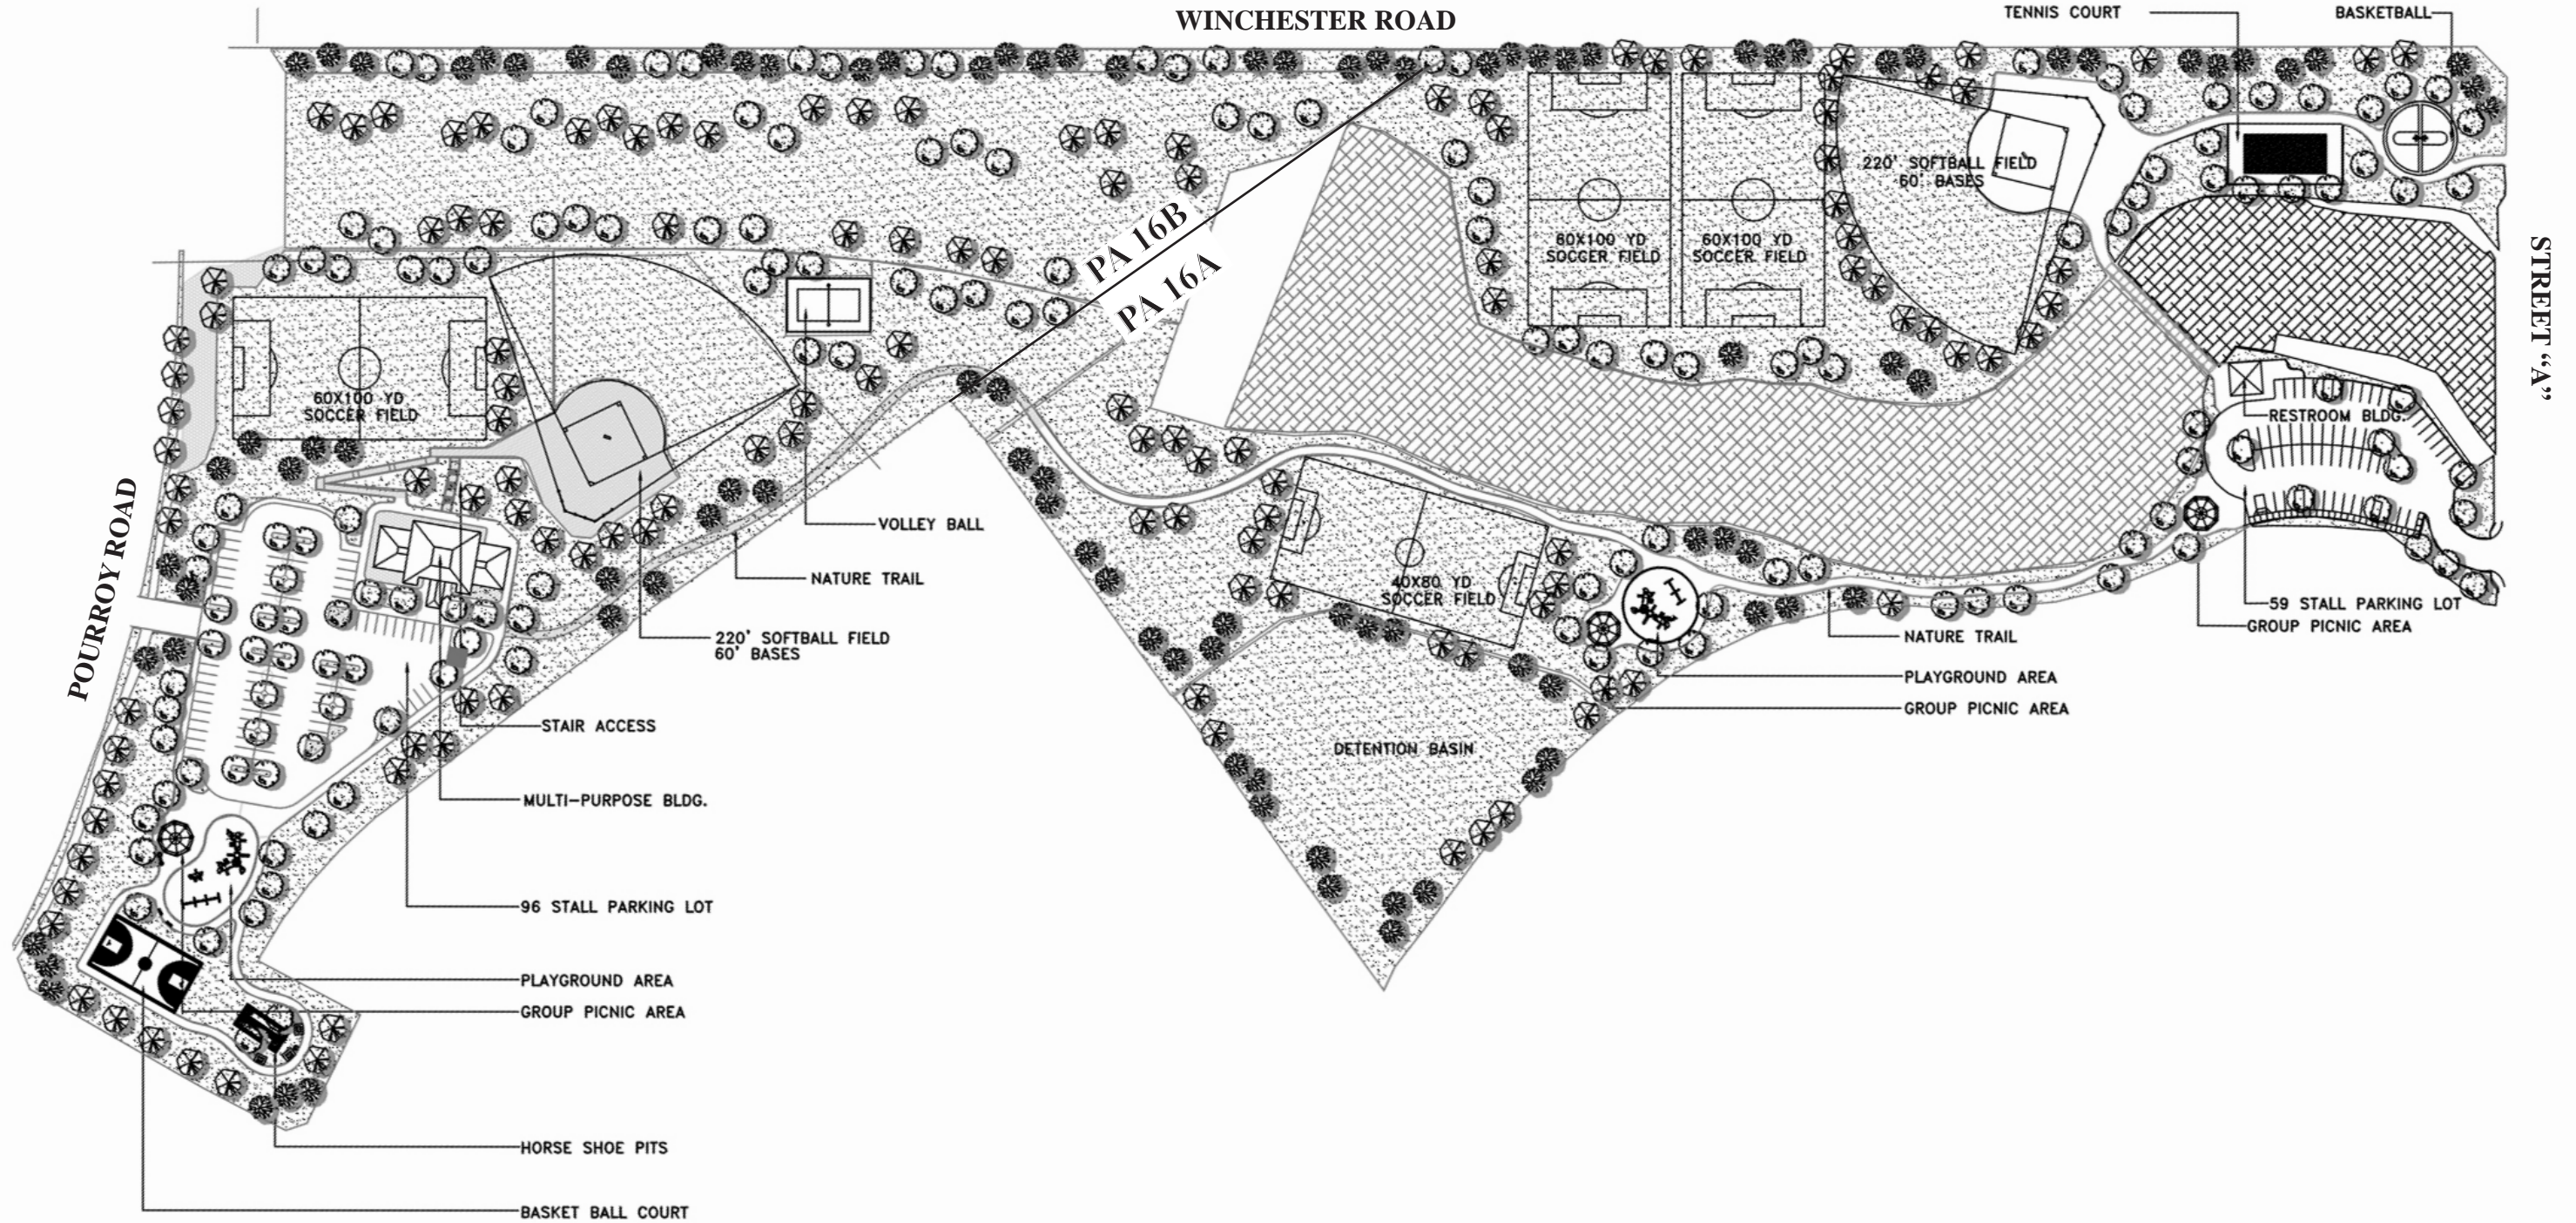 WINCHESTER ROAD
TENNIS COURT
BASKETBALL
220' SOFTBALL FIELD
60' BASES
PA 16B
PA 16A
60X100 YD
SOCCER FIELD
60X100 YD
SOCCER FIELD
STREET "A"
60X100 YD
SOCCER FIELD
RESTROOM BLDG.
POURROY ROAD
VOLLEY BALL
NATURE TRAIL
40X80 YD
SOCCER FIELD
59 STALL PARKING LOT
GROUP PICNIC AREA
220' SOFTBALL FIELD
60' BASES
NATURE TRAIL
PLAYGROUND AREA
GROUP PICNIC AREA
STAIR ACCESS
DETENTION BASIN
MULTI-PURPOSE BLDG.
96 STALL PARKING LOT
PLAYGROUND AREA
GROUP PICNIC AREA
HORSE SHOE PITS
BASKET BALL COURT